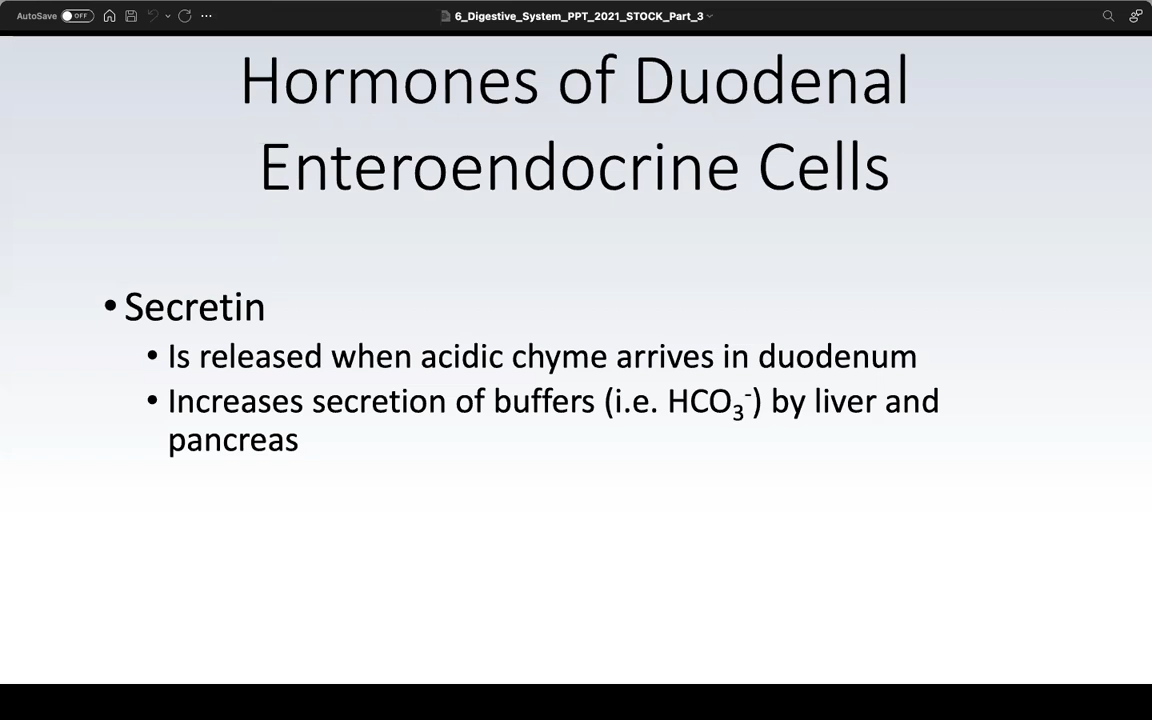 AutoSave OFF ··· 6_Digestive_System_PPT_2021_STOCK_Part_3
Hormones of Duodenal
Enteroendocrine Cells
• Secretin
• Is released when acidic chyme arrives in duodenum
• Increases secretion of buffers (i.e. HCO₃⁻) by liver and
pancreas